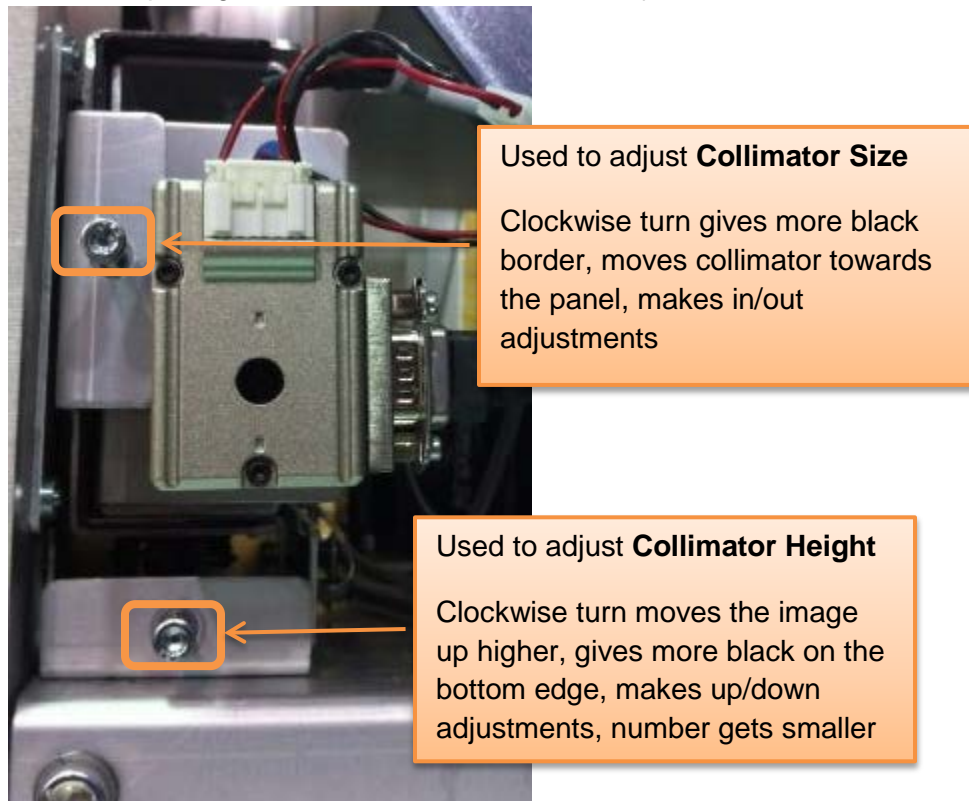 Used to adjust Collimator Size
Clockwise turn gives more black
border, moves collimator towards
the panel, makes in/out
adjustments
Used to adjust Collimator Height
Clockwise turn moves the image
up higher, gives more black on the
bottom edge, makes up/down
adjustments, number gets smaller